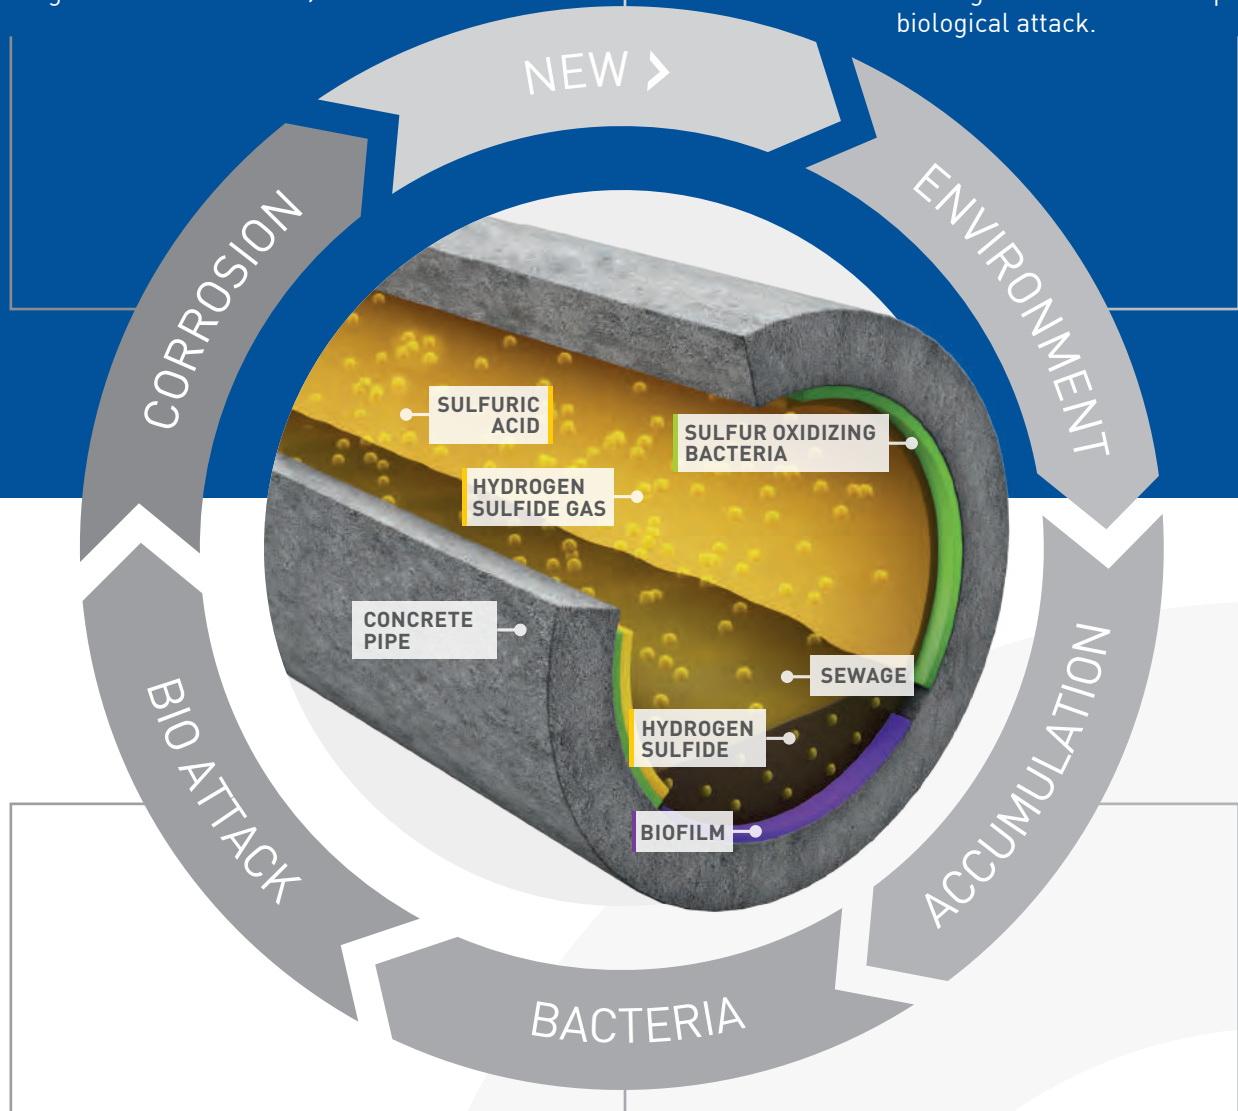 biological attack.
NEW
ENVIRONMENT
CORROSION
SULFURIC
ACID
SULFUR OXIDIZING
BACTERIA
HYDROGEN
SULFIDE GAS
CONCRETE
PIPE
SEWAGE
HYDROGEN
SULFIDE
BIOFILM
ACCUMULATION
BIO ATTACK
BACTERIA